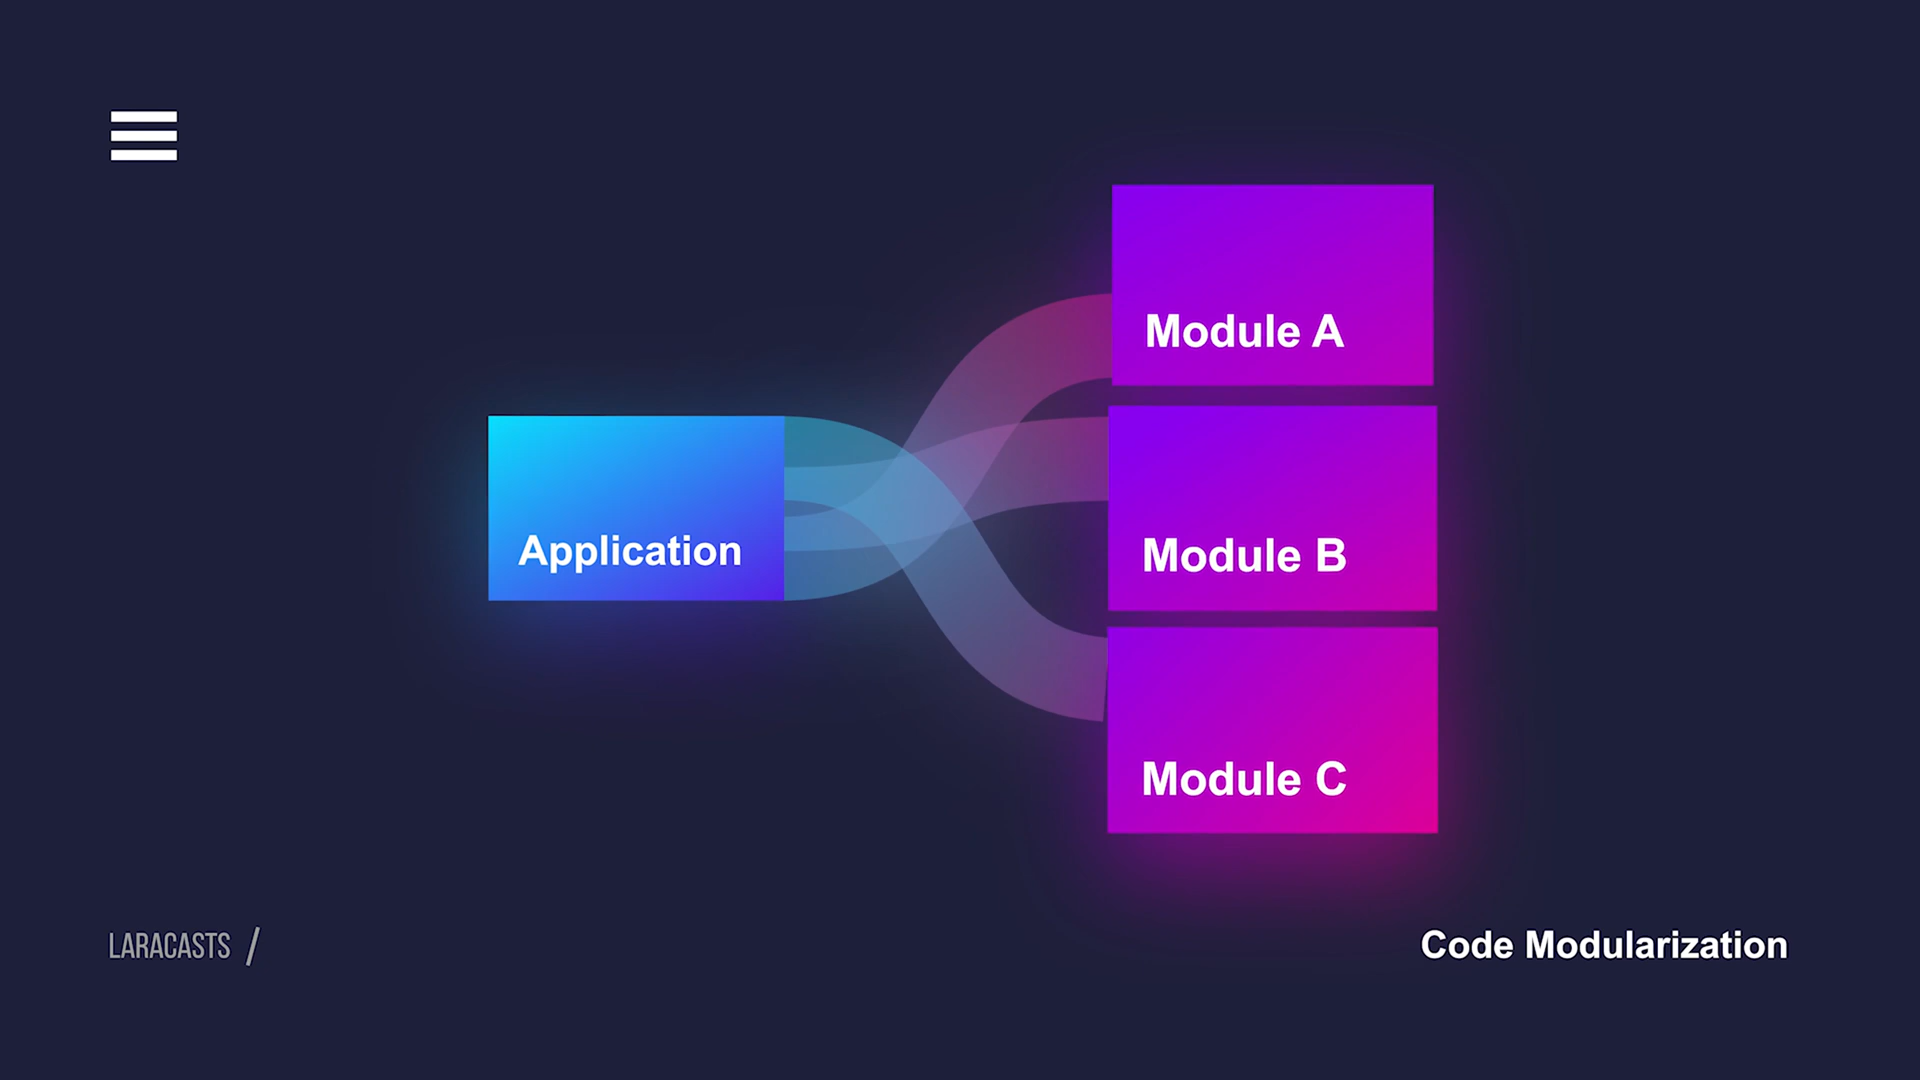 Module A
Application
Module B
Module C
LARACASTS /
Code Modularization